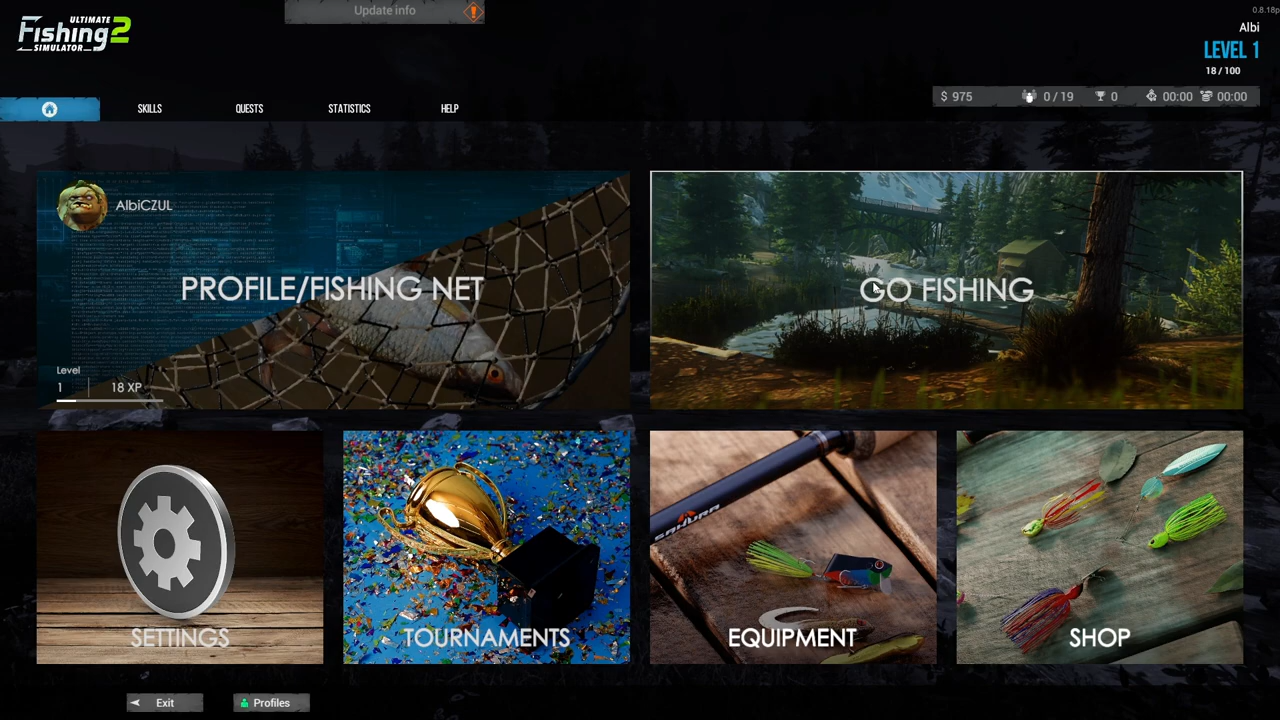 Update info
0.8.18p
ULTIMATE
Fishing 2
SIMULATOR
Albi
LEVEL 1
18 / 100
SKILLS
QUESTS
STATISTICS
HELP
$ 975
0 / 19
0
00:00
00:00
AlbiCZUL
PROFILE/FISHING NET
GO FISHING
Level
1
18 XP
SAKURA
SETTINGS
TOURNAMENTS
EQUIPMENT
SHOP
Exit
Profiles